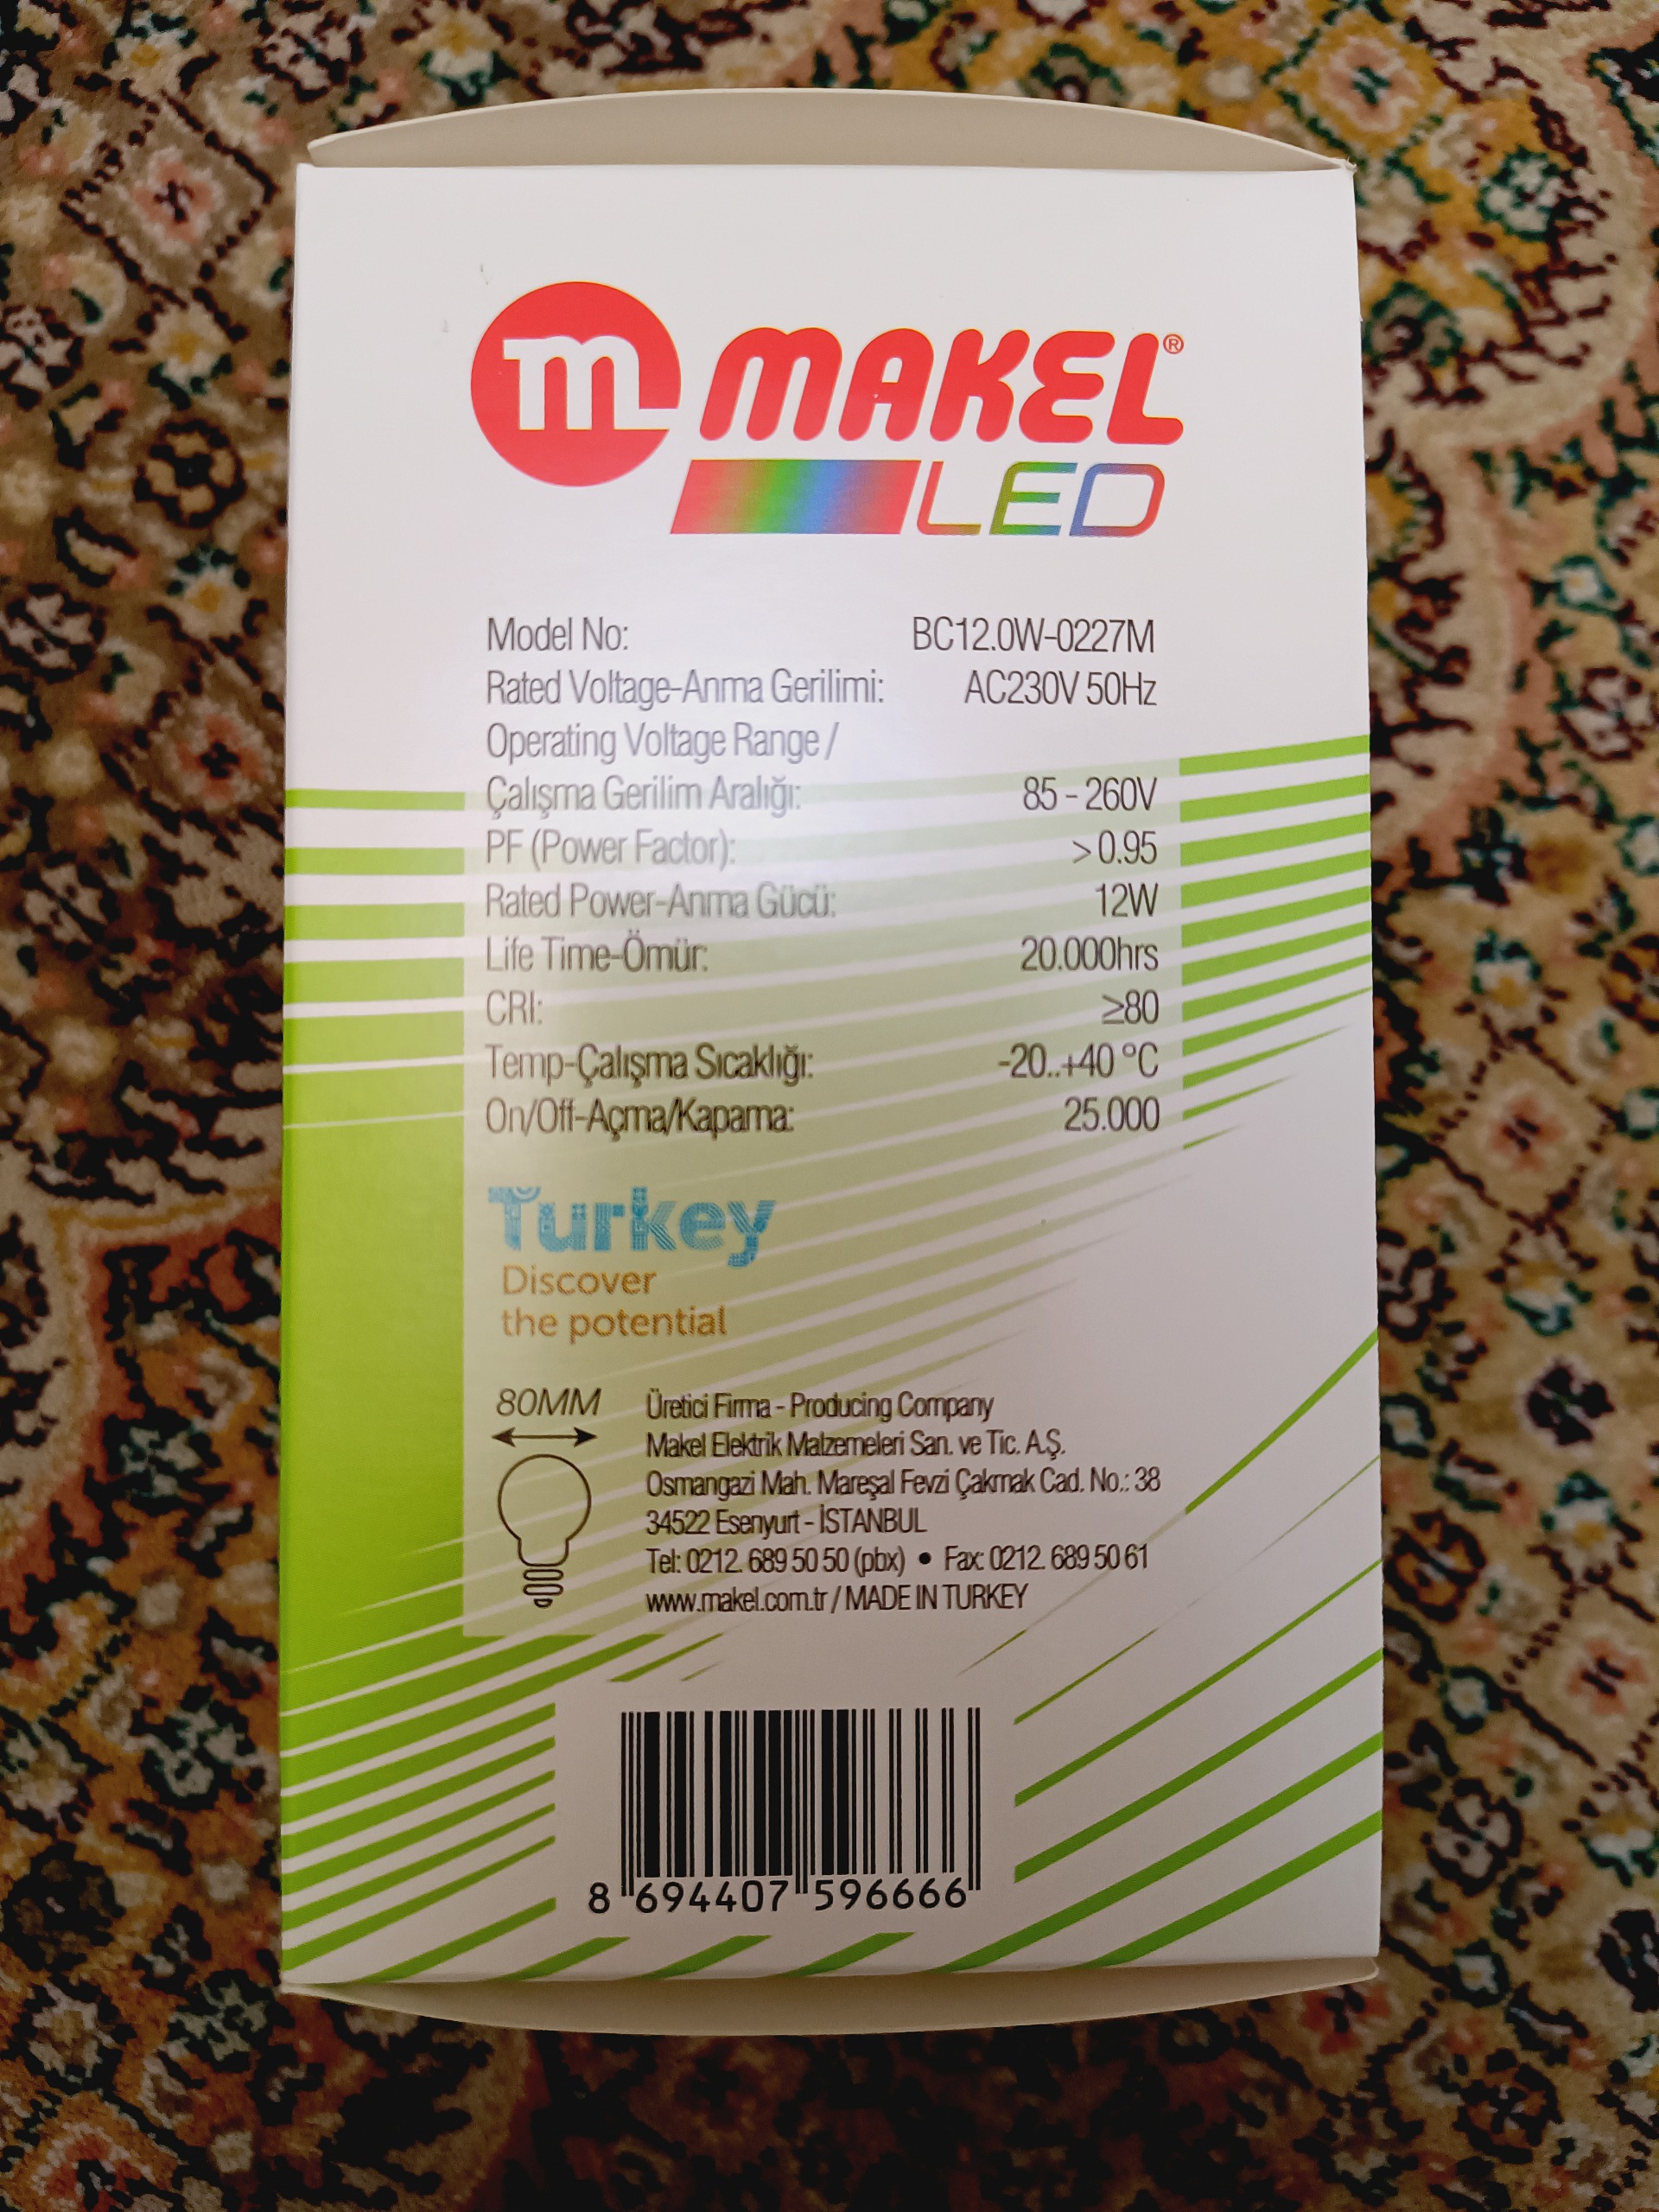 m MAKEL®
LED
Model No: BC12.0W-0227M
Rated Voltage-Anma Gerilimi: AC230V 50Hz
Operating Voltage Range /
Çalışma Gerilim Aralığı: 85 - 260V
PF (Power Factor): > 0.95
Rated Power-Anma Gücü: 12W
Life Time-Ömür: 20.000hrs
CRI: ≥80
Temp-Çalışma Sıcaklığı: -20..+40 °C
On/Off-Açma/Kapama: 25.000
Turkey
Discover
the potential
80MM
Üretici Firma - Producing Company
Makel Elektrik Malzemeleri San. ve Tic. A.Ş.
Osmangazi Mah. Mareşal Fevzi Çakmak Cad. No.: 38
34522 Esenyurt - İSTANBUL
Tel: 0212. 689 50 50 (pbx) • Fax: 0212. 689 50 61
www.makel.com.tr / MADE IN TURKEY
8 694407 596666